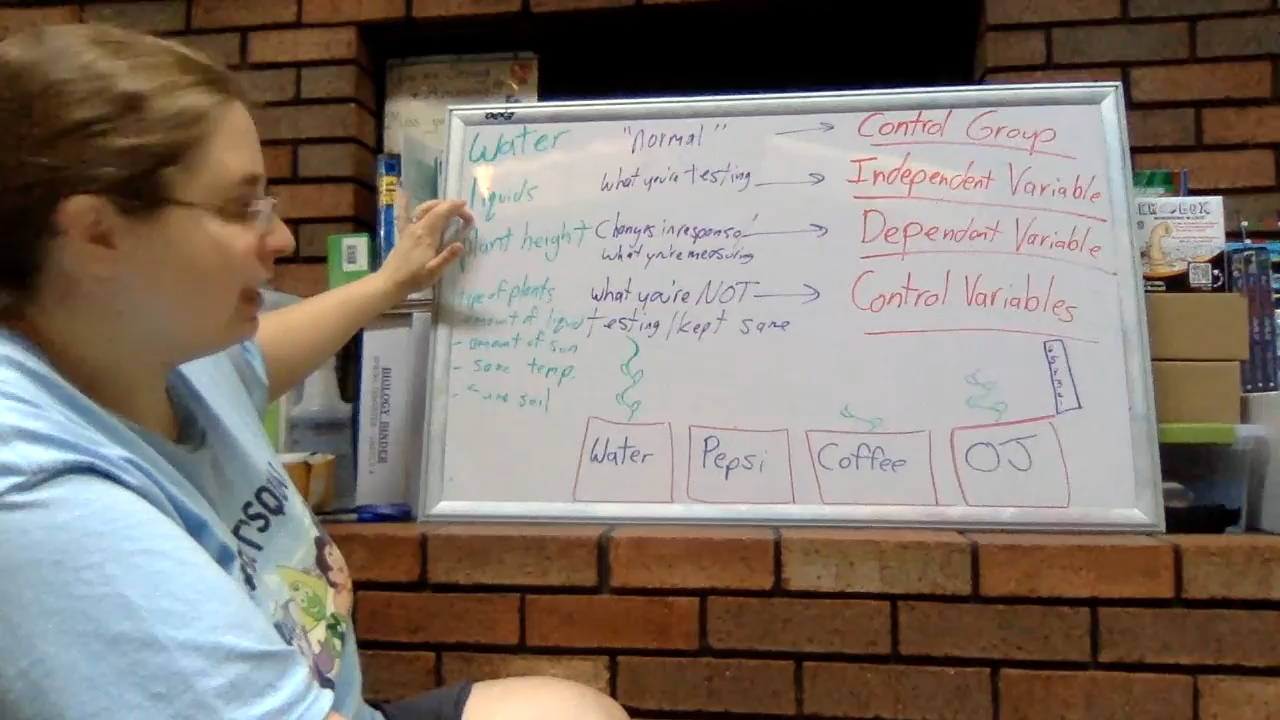 Water "normal" → Control Group
liquids what you're testing → Independent Variable
Plant height Changes in response → Dependent Variable
what you're measuring
type of plants what you're NOT → Control Variables
amount of liquid testing/kept same
- amount of sun
- same temp.
- same soil
Water
Pepsi
Coffee
OJ
BIOLOGY BINDER